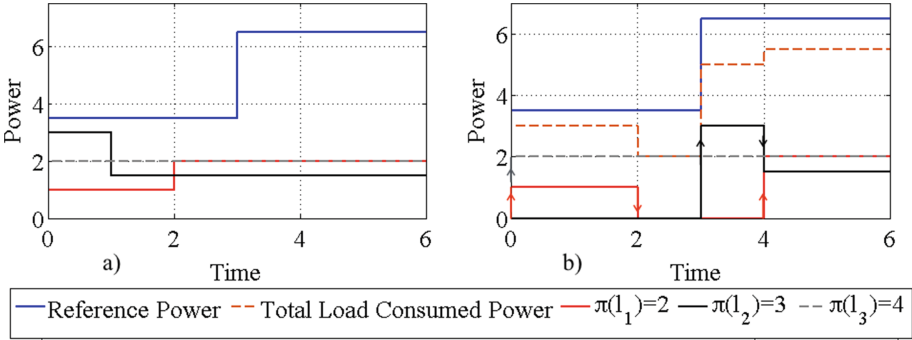 6
4
2
0
Power
0 2 4 6
a) Time
6
4
2
0
Power
0 2 4 6
b) Time
Reference Power Total Load Consumed Power π(l₁)=2 π(l₂)=3 π(l₃)=4